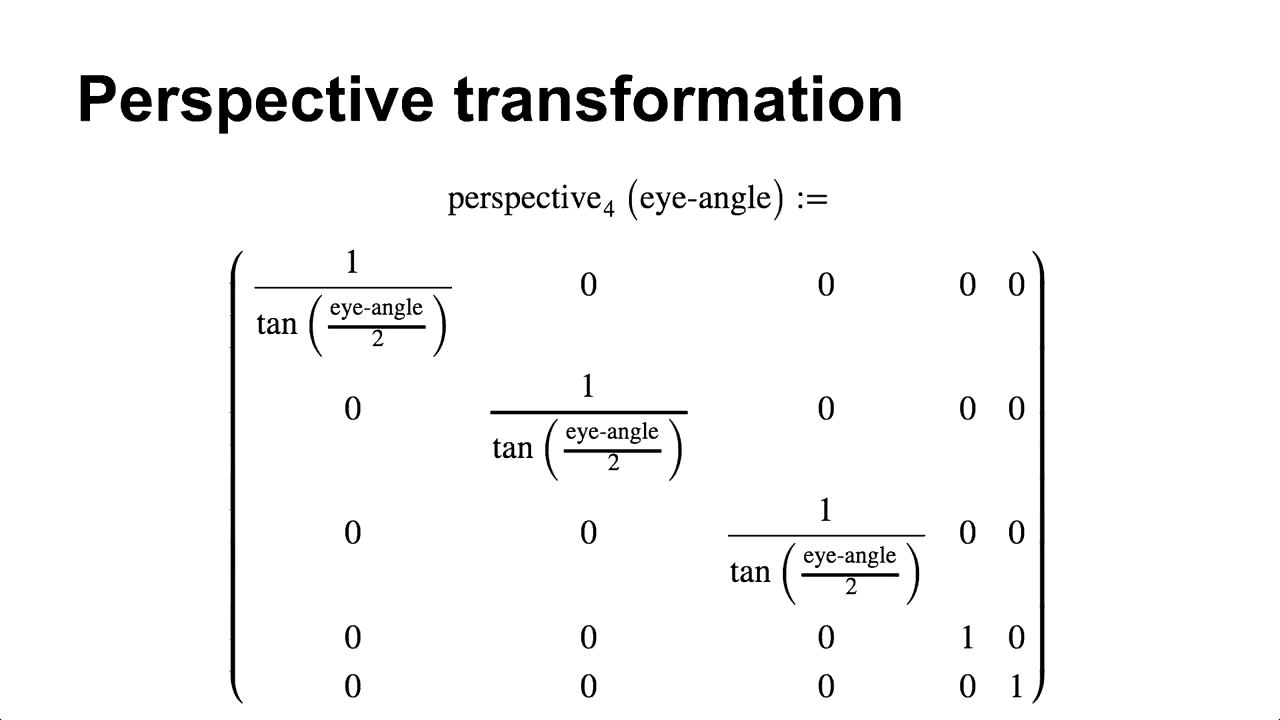 Perspective transformation
perspective₄ (eye-angle) :=
1 / tan (eye-angle / 2) 0 0 0 0
0 1 / tan (eye-angle / 2) 0 0 0
0 0 1 / tan (eye-angle / 2) 0 0
0 0 0 1 0
0 0 0 0 1